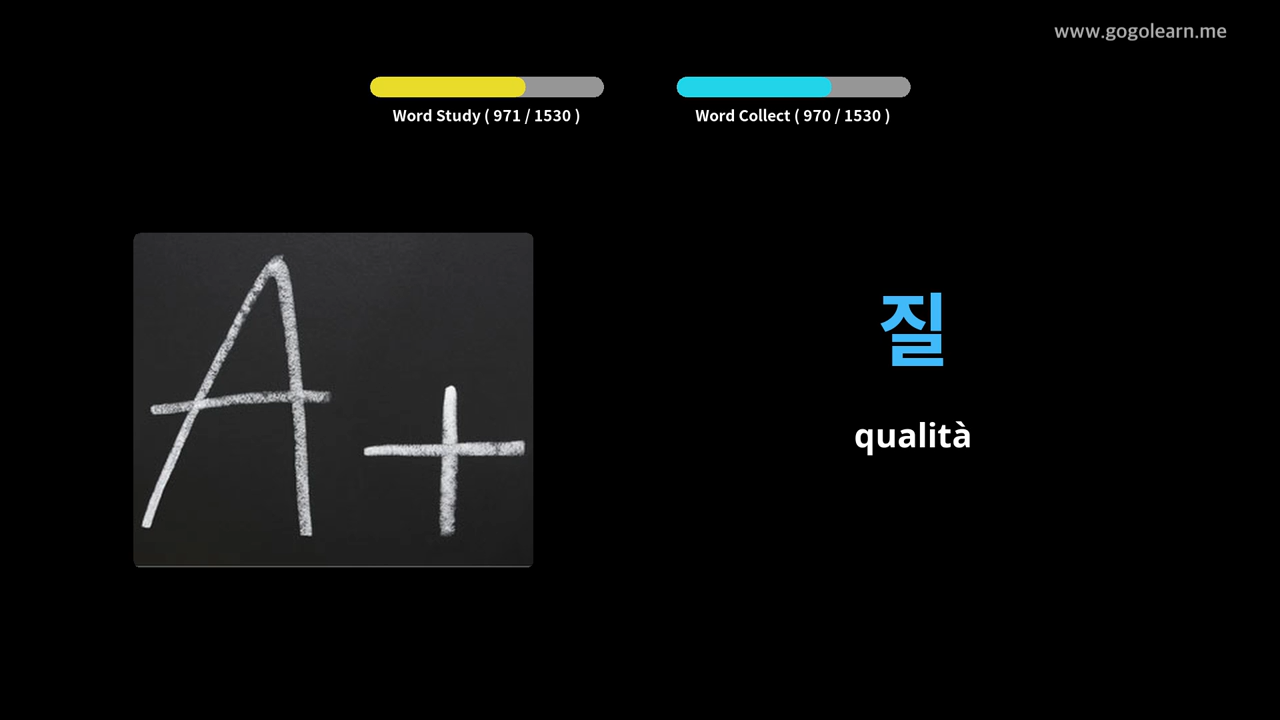 www.gogolearn.me
Word Study ( 971 / 1530 )
Word Collect ( 970 / 1530 )
A+
질
qualità